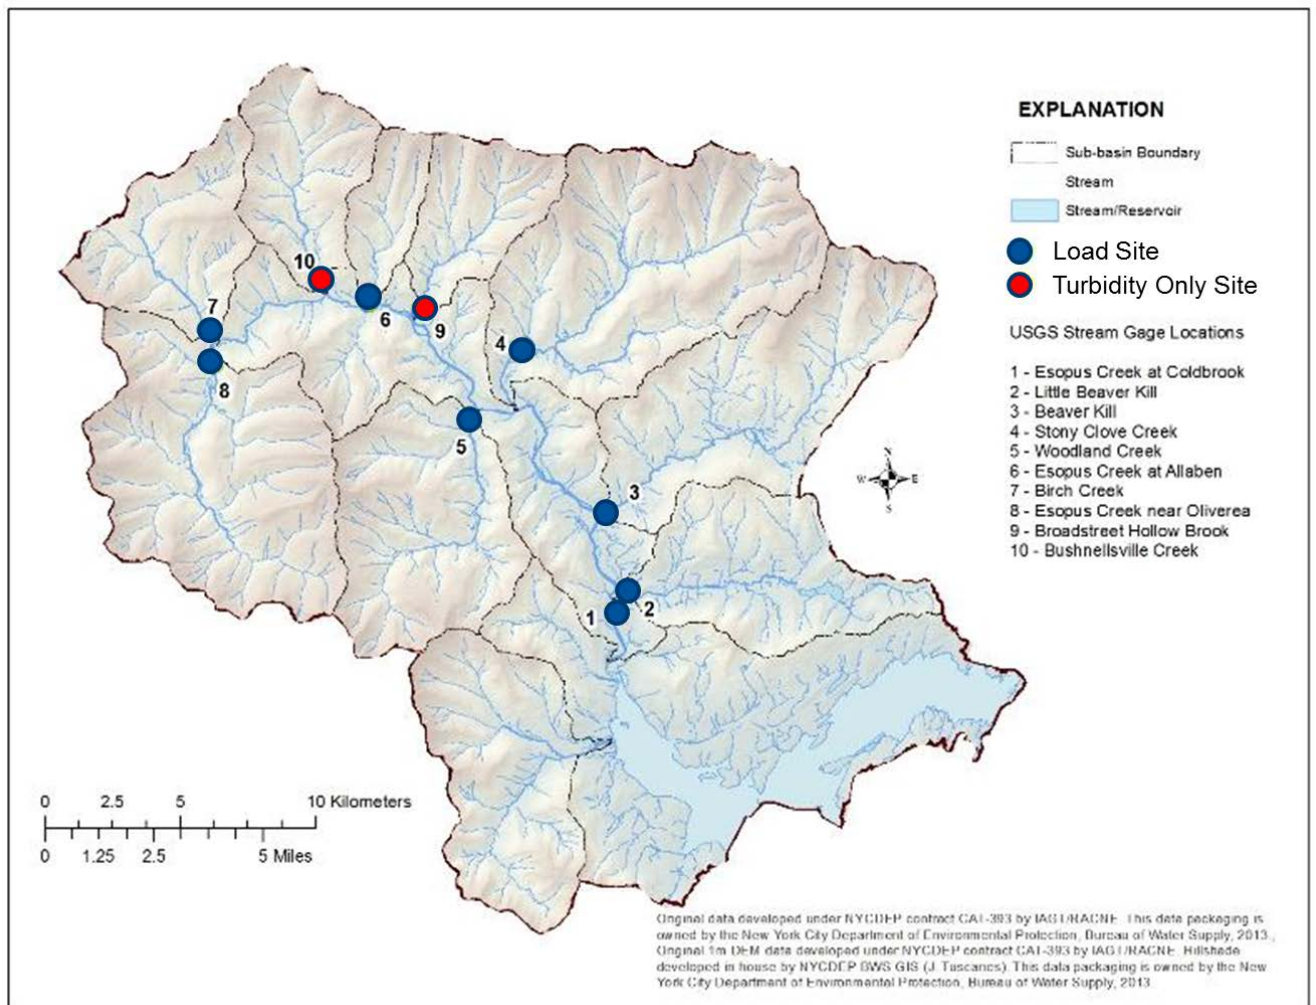 EXPLANATION
Sub-basin Boundary
Stream
Stream/Reservoir
Load Site
Turbidity Only Site
USGS Stream Gage Locations
1 - Esopus Creek at Coldbrook
2 - Little Beaver Kill
3 - Beaver Kill
4 - Stony Clove Creek
5 - Woodland Creek
6 - Esopus Creek at Allaben
7 - Birch Creek
8 - Esopus Creek near Oliverea
9 - Broadstreet Hollow Brook
10 - Bushnellsville Creek
N
W E
S
10
7
6
9
4
8
5
3
1
2
0 2.5 5 10 Kilometers
0 1.25 2.5 5 Miles
Original data developed under NYCDEP contract CAT-393 by IAGT/RACNE. This data packaging is
owned by the New York City Department of Environmental Protection, Bureau of Water Supply, 2013.,
Original 1m DEM data developed under NYCDEP contract CAT-393 by IAGT/RACNE. Hillshade
developed in house by NYCDEP BWS GIS (J. Tuscanes). This data packaging is owned by the New
York City Department of Environmental Protection, Bureau of Water Supply, 2013.